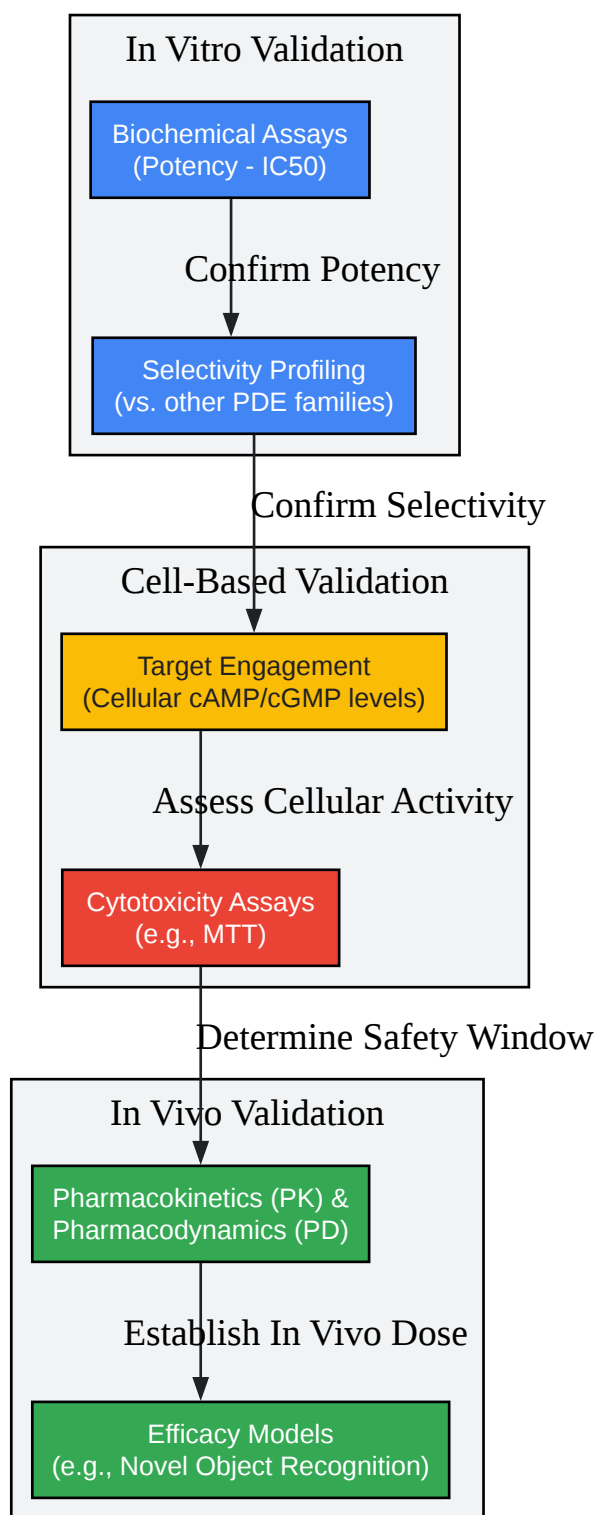 In Vitro Validation
Biochemical Assays
(Potency - IC50)
Confirm Potency
Selectivity Profiling
(vs. other PDE families)
Confirm Selectivity
Cell-Based Validation
Target Engagement
(Cellular cAMP/cGMP levels)
Assess Cellular Activity
Cytotoxicity Assays
(e.g., MTT)
Determine Safety Window
In Vivo Validation
Pharmacokinetics (PK) &
Pharmacodynamics (PD)
Establish In Vivo Dose
Efficacy Models
(e.g., Novel Object Recognition)